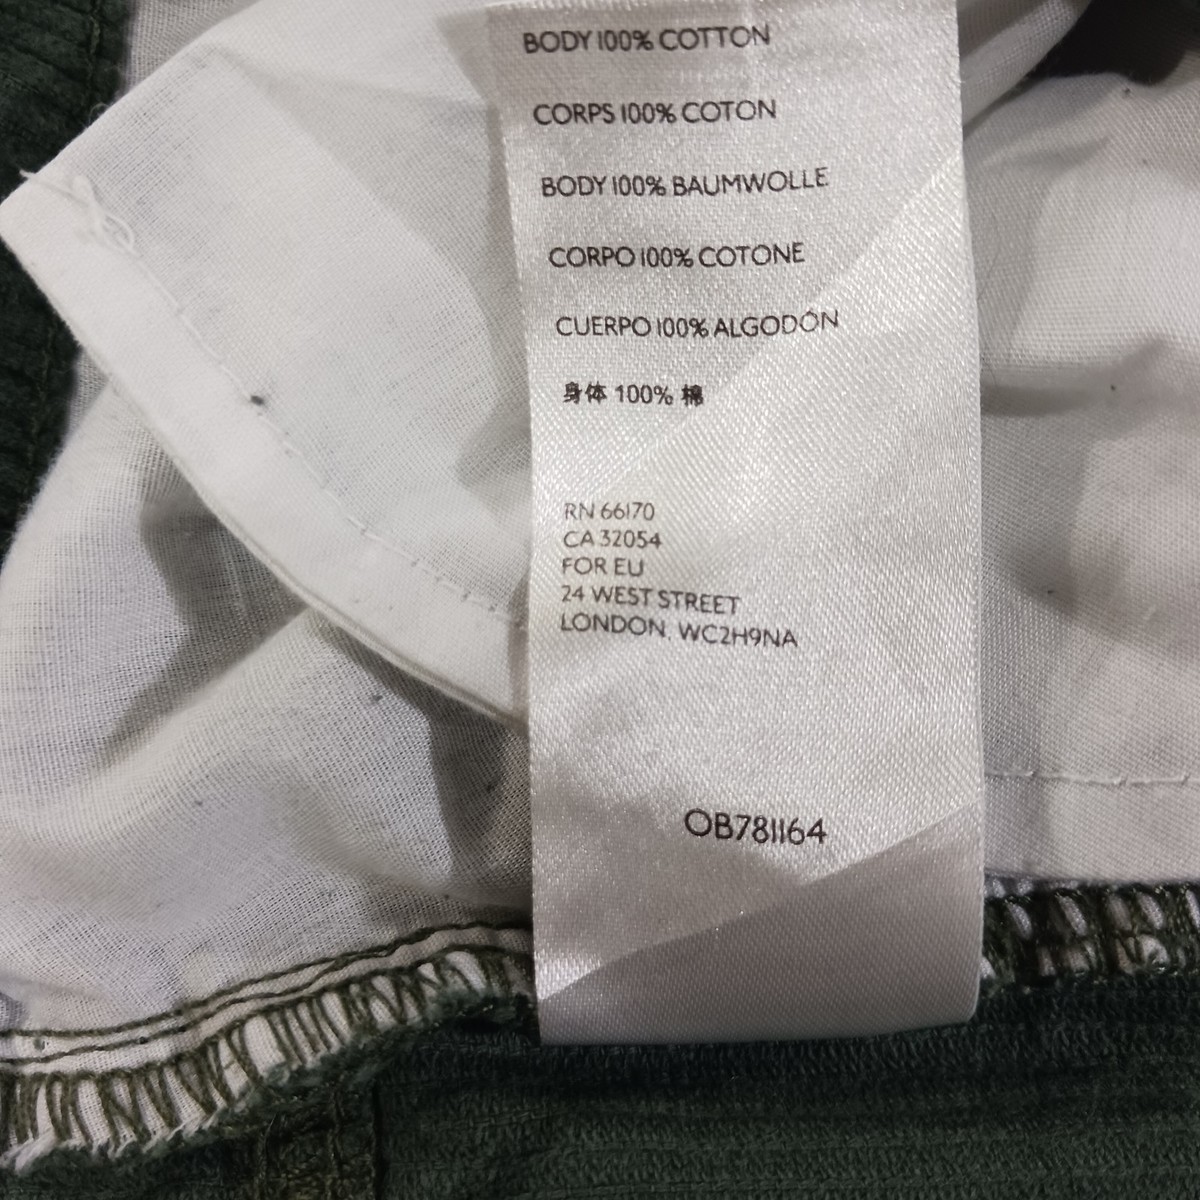 BODY 100% COTTON
CORPS 100% COTON
BODY 100% BAUMWOLLE
CORPO 100% COTONE
CUERPO 100% ALGODÓN
身体 100% 棉
RN 66170
CA 32054
FOR EU
24 WEST STREET
LONDON, WC2H9NA
OB781164